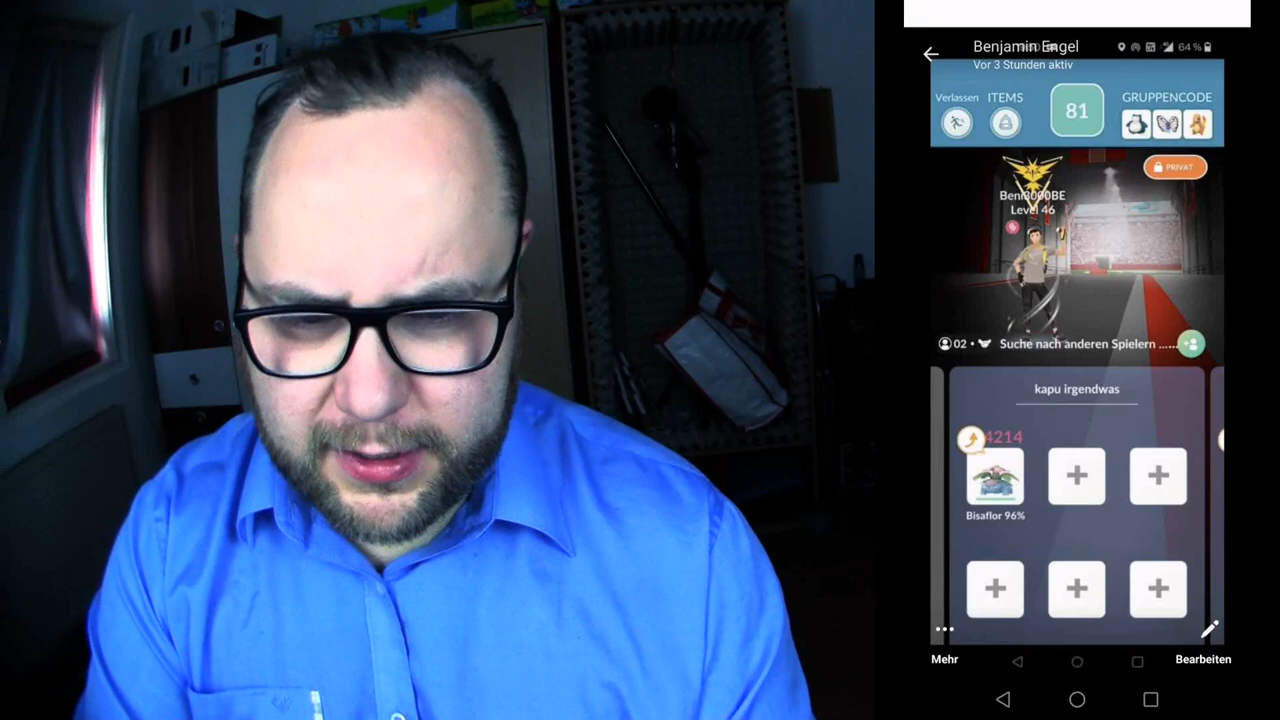 Benjamin Engel
64 %
Vor 3 Stunden aktiv
Verlassen
ITEMS
81
GRUPPENCODE
PRIVAT
Beni3000BE
Level 46
02 • Suche nach anderen Spielern ......
kapu irgendwas
4214
Bisaflor 96%
Mehr
Bearbeiten